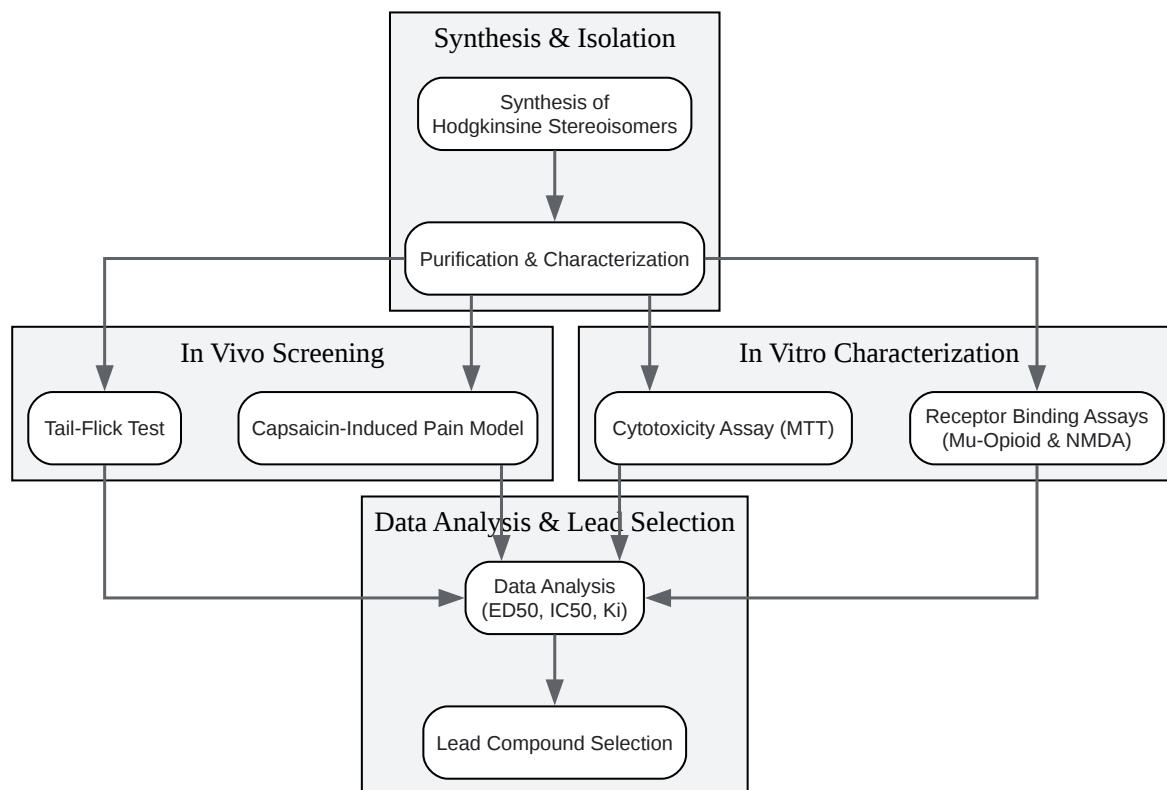 Synthesis & Isolation
Synthesis of
Hodgkinsine Stereoisomers
Purification & Characterization
In Vivo Screening
In Vitro Characterization
Tail-Flick Test
Capsaicin-Induced Pain Model
Cytotoxicity Assay (MTT)
Receptor Binding Assays
(Mu-Opioid & NMDA)
Data Analysis & Lead Selection
Data Analysis
(ED50, IC50, Ki)
Lead Compound Selection